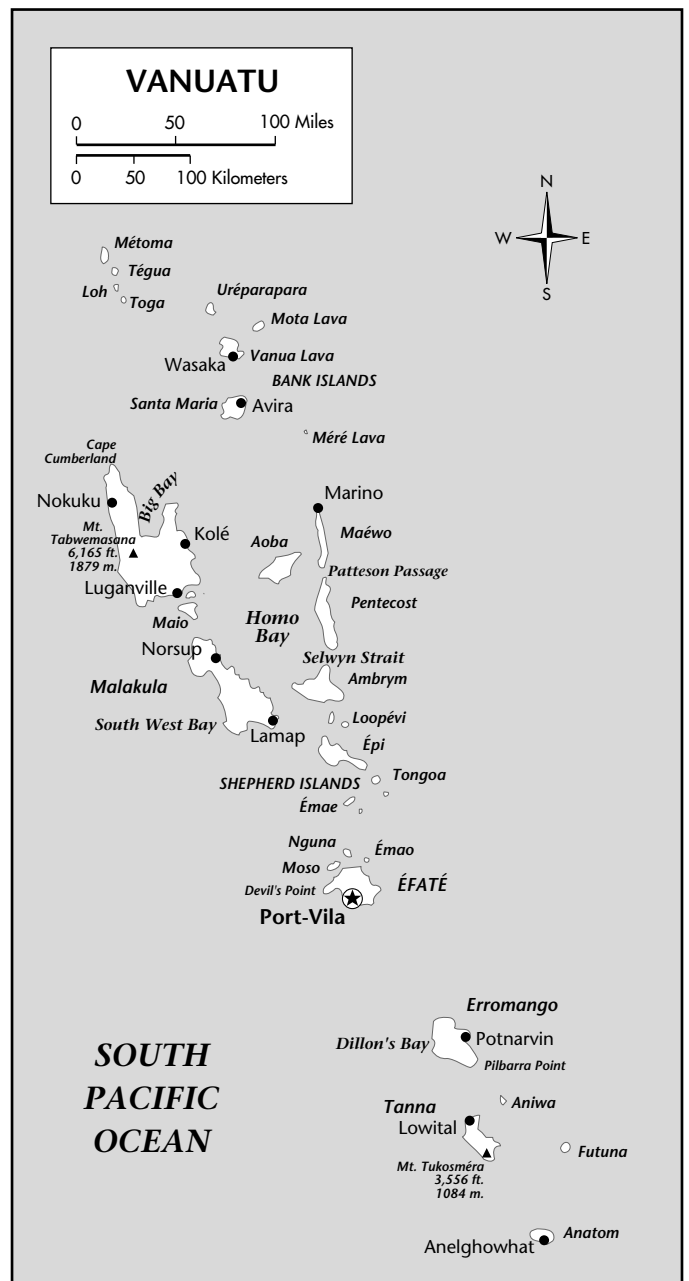 VANUATU
0 50 100 Miles
0 50 100 Kilometers
N
W E
S
Métoma
Tégua
Loh
Toga
Uréparapara
Mota Lava
Wasaka
Vanua Lava
BANK ISLANDS
Santa Maria
Avira
Méré Lava
Cape
Cumberland
Nokuku
Big Bay
Marino
Mt.
Tabwemasana
6,165 ft.
1879 m.
Kolé
Aoba
Maéwo
Patteson Passage
Luganville
Pentecost
Maio
Homo
Bay
Norsup
Selwyn Strait
Malakula
Ambrym
South West Bay
Lamap
Loopévi
Épi
SHEPHERD ISLANDS
Tongoa
Émae
Nguna
Émao
Moso
Devil's Point
ÉFATÉ
Port-Vila
Erromango
Dillon's Bay
Potnarvin
Pilbarra Point
SOUTH
PACIFIC
OCEAN
Tanna
Aniwa
Lowital
Futuna
Mt. Tukosméra
3,556 ft.
1084 m.
Anatom
Anelghowhat